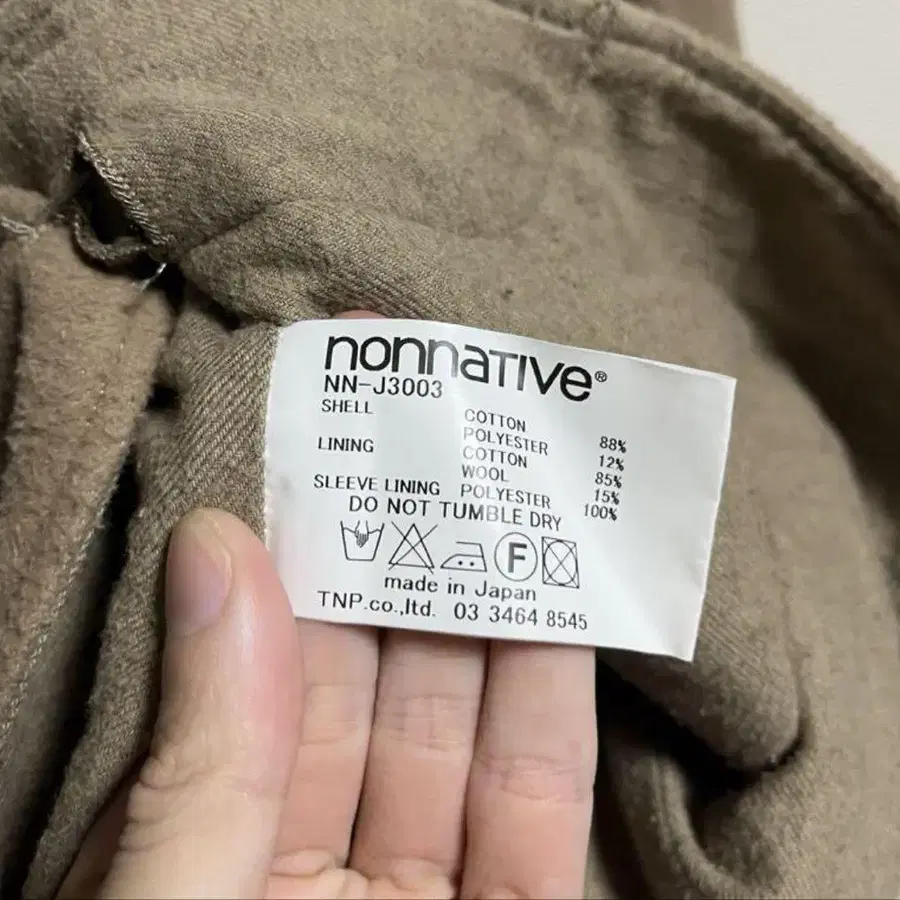 nonnative®
NN-J3003
SHELL COTTON 88%
POLYESTER 12%
LINING COTTON 85%
WOOL 15%
SLEEVE LINING POLYESTER 100%
DO NOT TUMBLE DRY
F
made in Japan
TNP.co.,ltd. 03 3464 8545